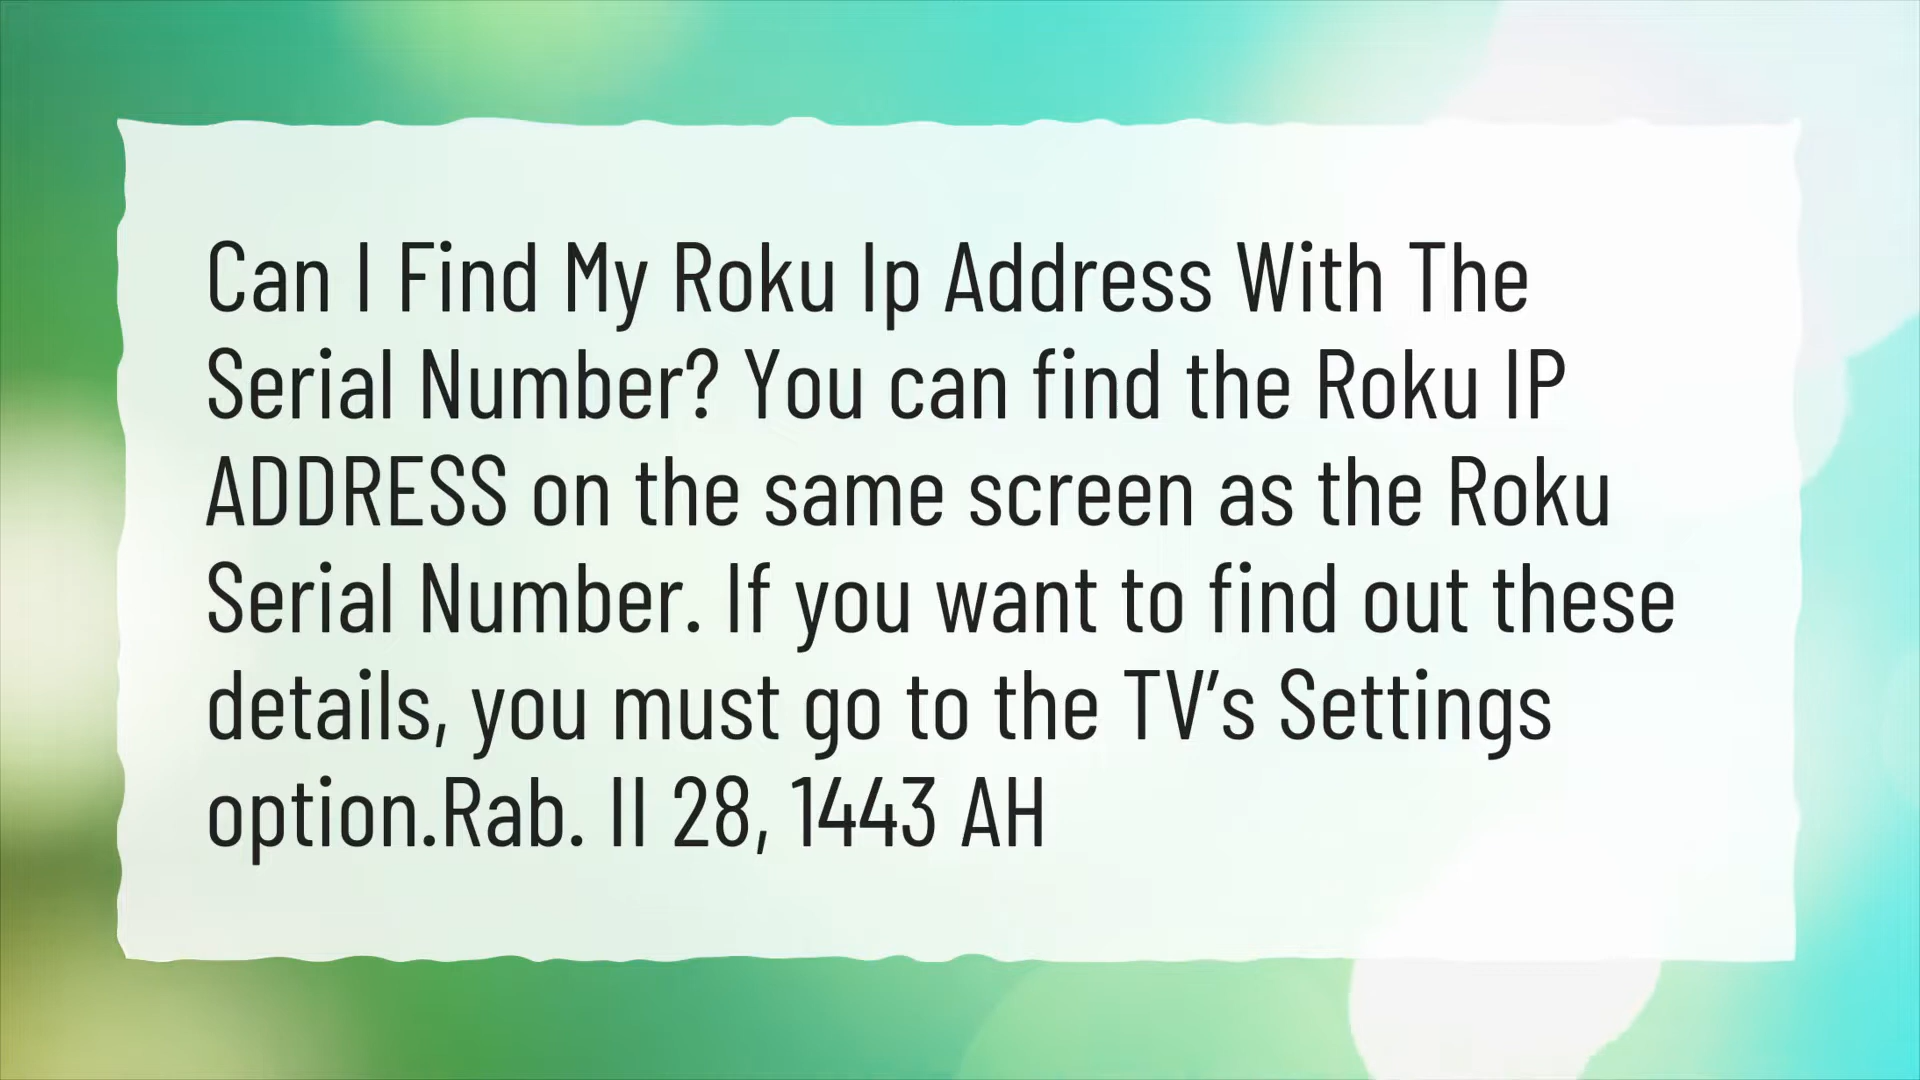 Can I Find My Roku Ip Address With The
Serial Number? You can find the Roku IP
ADDRESS on the same screen as the Roku
Serial Number. If you want to find out these
details, you must go to the TV’s Settings
option.Rab. II 28, 1443 AH